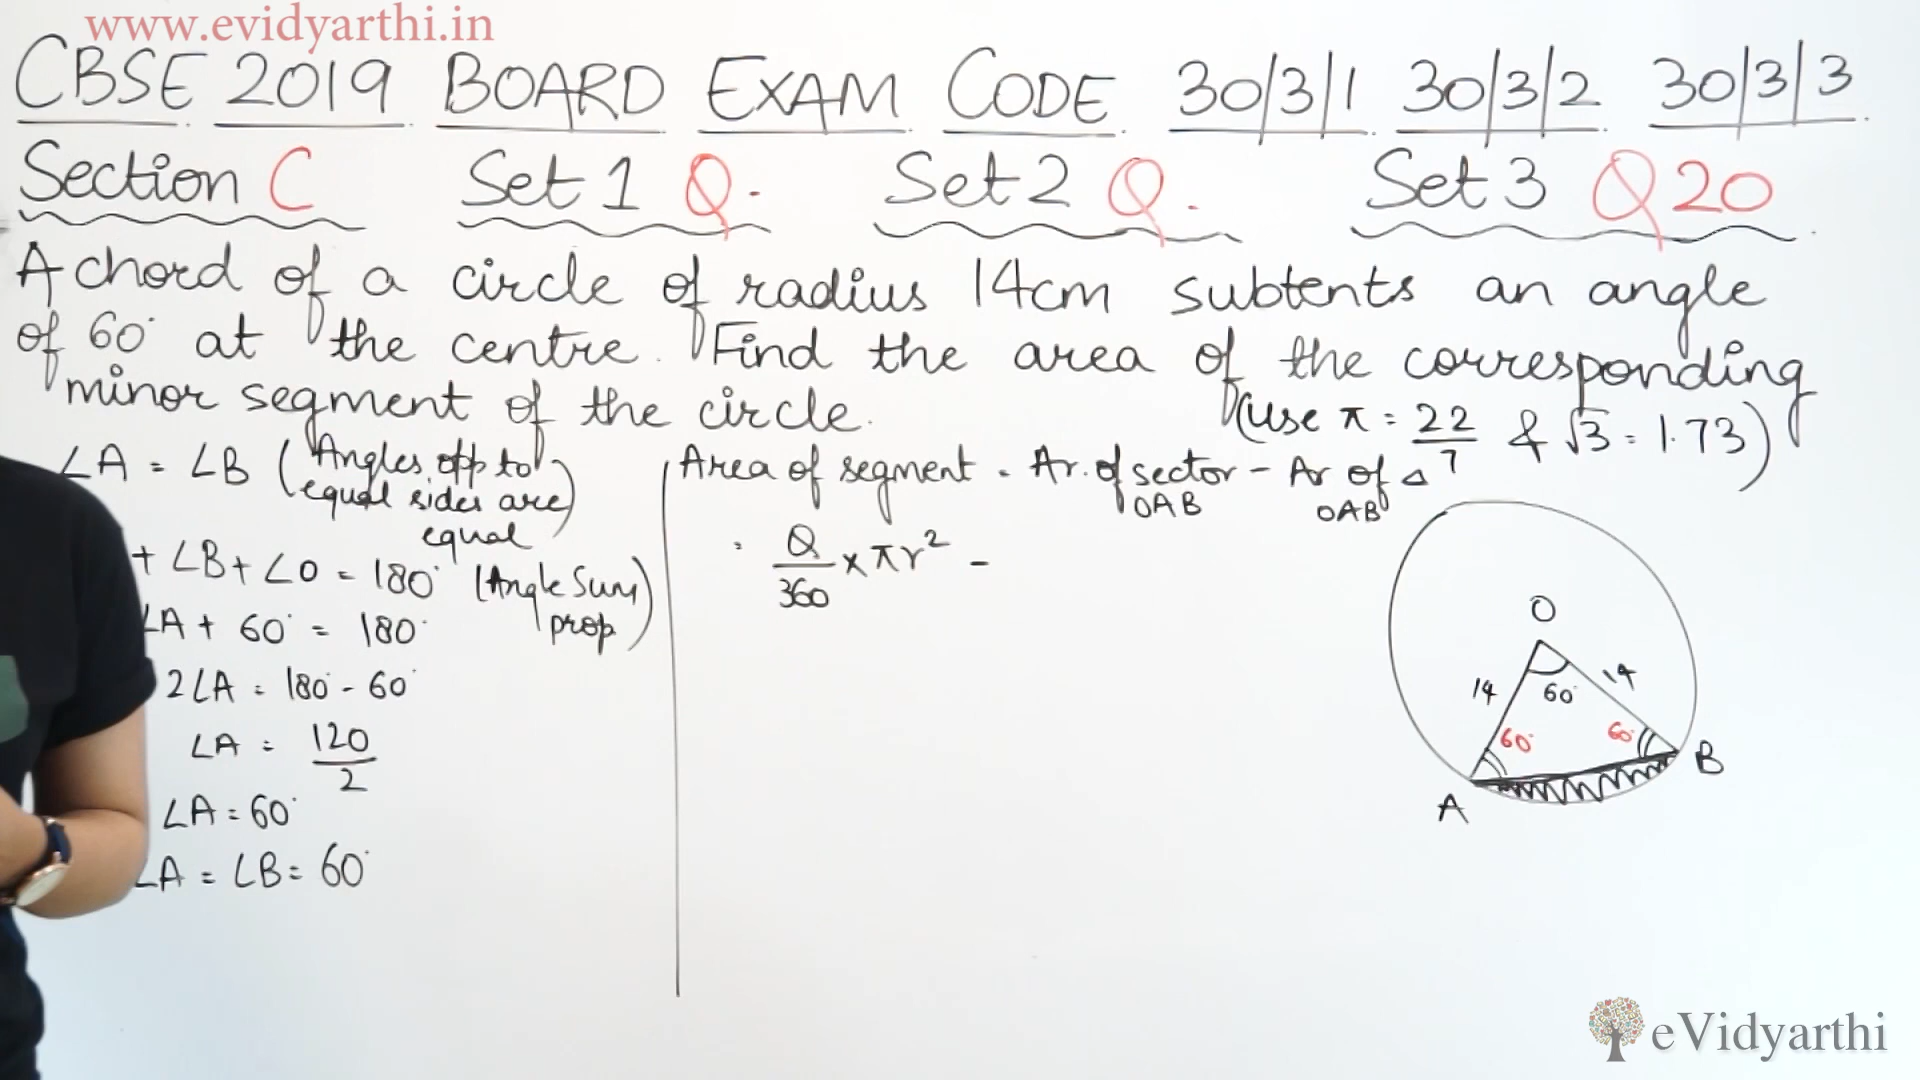 www.evidyarthi.in
CBSE 2019 BOARD EXAM CODE 30/3/1 30/3/2 30/3/3
Section C Set 1 Q. Set 2 Q. Set 3 Q20
A chord of a circle of radius 14cm subtents an angle
of 60° at the centre. Find the area of the corresponding
minor segment of the circle.
(use π = 22/7 & √3 = 1.73)
∠A = ∠B (Angles opp to
equal sides are
equal)
+ ∠B + ∠O = 180° (Angle Sum
prop)
∠A + 60° = 180°
2∠A = 180° - 60°
∠A = 120/2
∠A = 60°
∠A = ∠B = 60°
Area of segment = Ar. of sector - Ar of △
OAB OAB
= Q/360 × πr² -
O
14 60° 14
60° 60°
A B
eVidyarthi